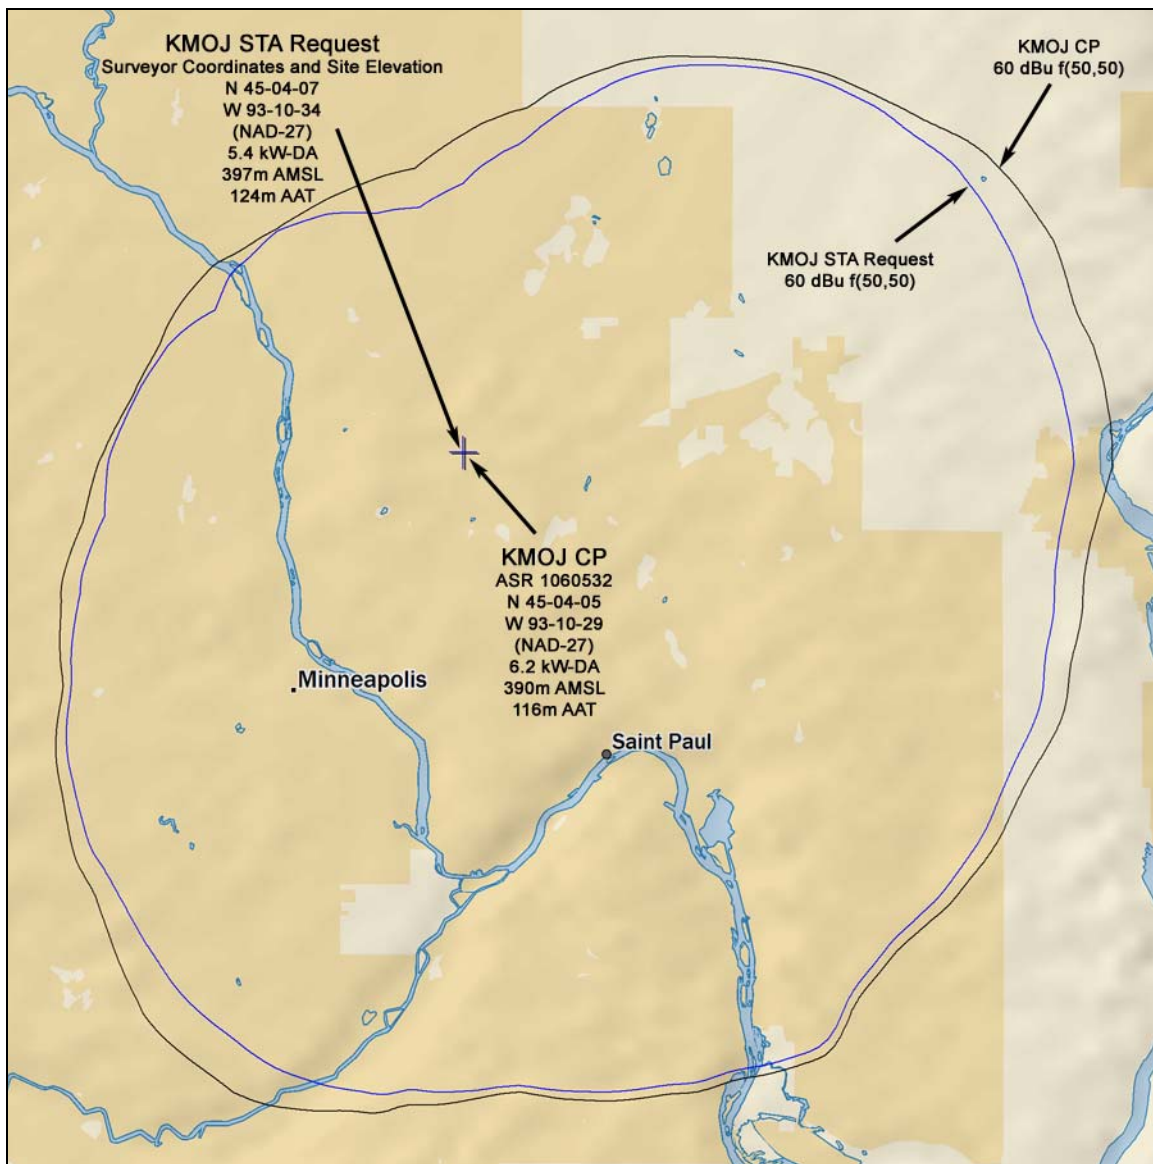 KMOJ STA Request
Surveyor Coordinates and Site Elevation
N 45-04-07
W 93-10-34
(NAD-27)
5.4 kW-DA
397m AMSL
124m AAT
KMOJ CP
60 dBu f(50,50)
KMOJ STA Request
60 dBu f(50,50)
KMOJ CP
ASR 1060532
N 45-04-05
W 93-10-29
(NAD-27)
6.2 kW-DA
390m AMSL
116m AAT
Minneapolis
Saint Paul